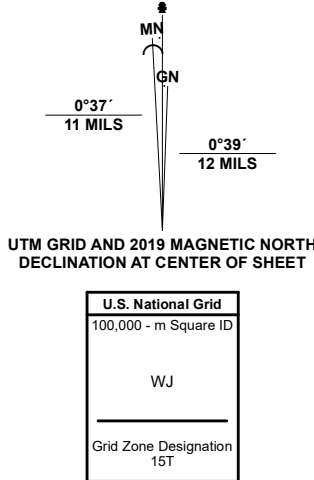 MN
GN
0°37´
11 MILS
0°39´
12 MILS
UTM GRID AND 2019 MAGNETIC NORTH
DECLINATION AT CENTER OF SHEET
U.S. National Grid
100,000 - m Square ID
WJ
Grid Zone Designation
15T